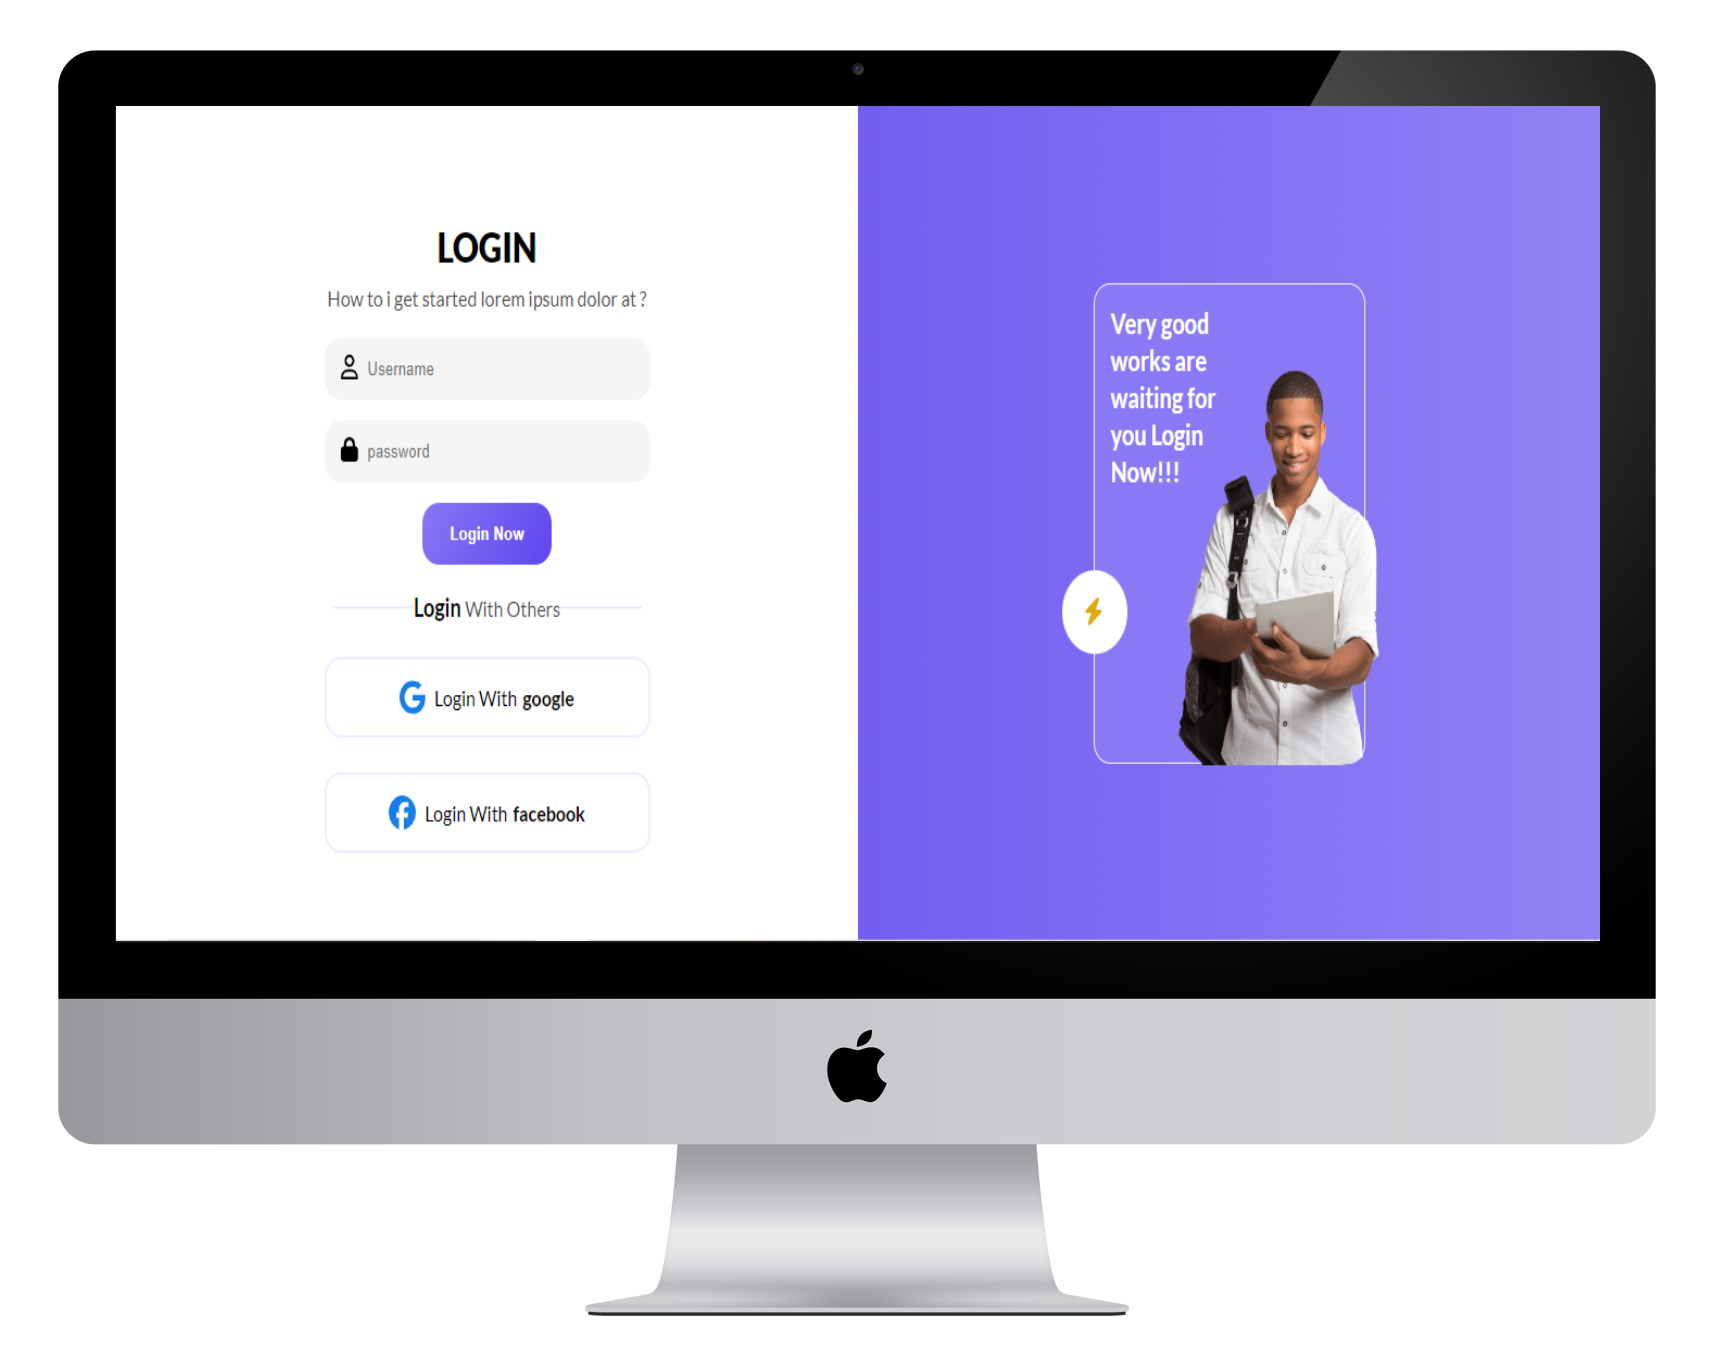 LOGIN
How to i get started lorem ipsum dolor at ?
Username
password
Login Now
Login With Others
Login With google
Login With facebook
Very good
works are
waiting for
you Login
Now!!!